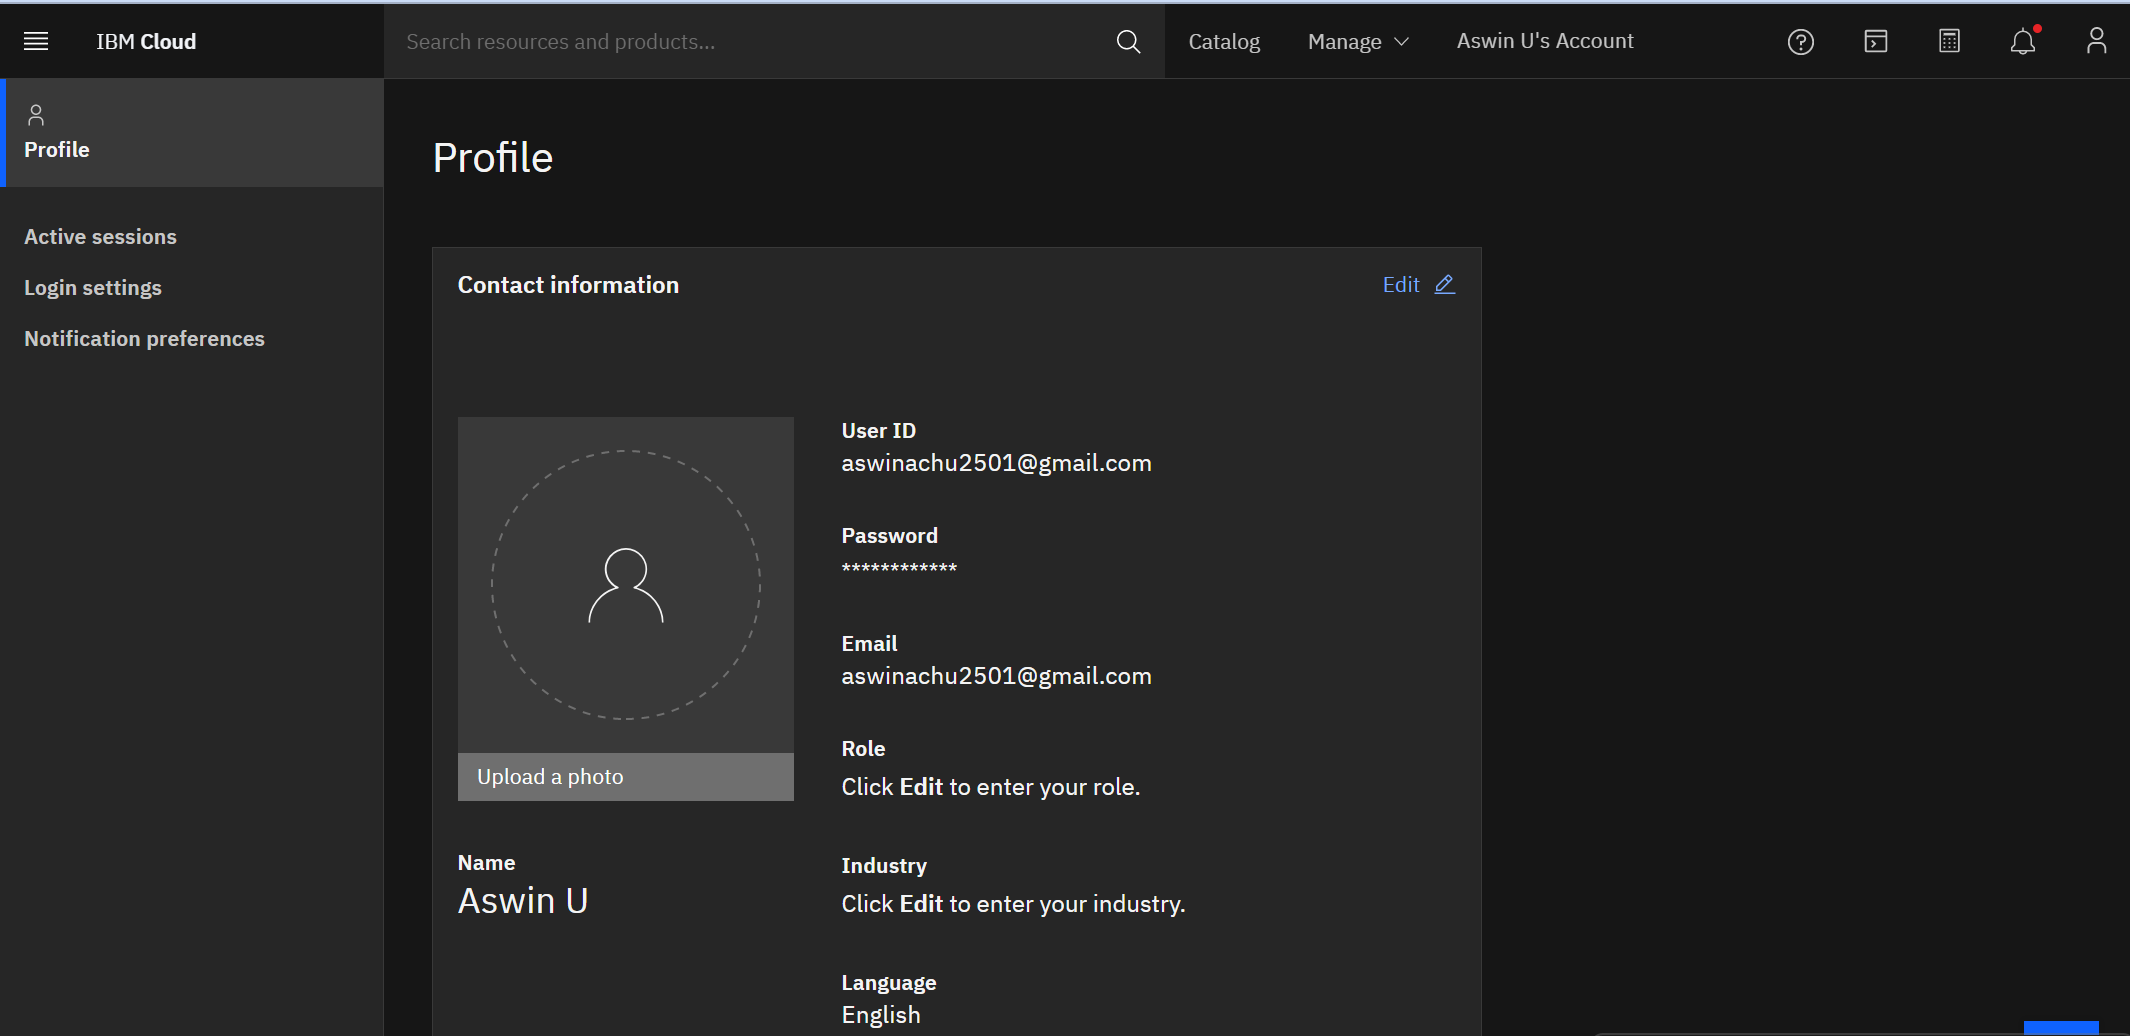 IBM Cloud
Search resources and products...
Catalog
Manage
Aswin U's Account
Profile
Active sessions
Login settings
Notification preferences
Profile
Contact information
Edit
Upload a photo
Name
Aswin U
User ID
aswinachu2501@gmail.com
Password
************
Email
aswinachu2501@gmail.com
Role
Click Edit to enter your role.
Industry
Click Edit to enter your industry.
Language
English